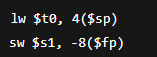 lw $t0, 4($sp)
sw $s1, -8($fp)